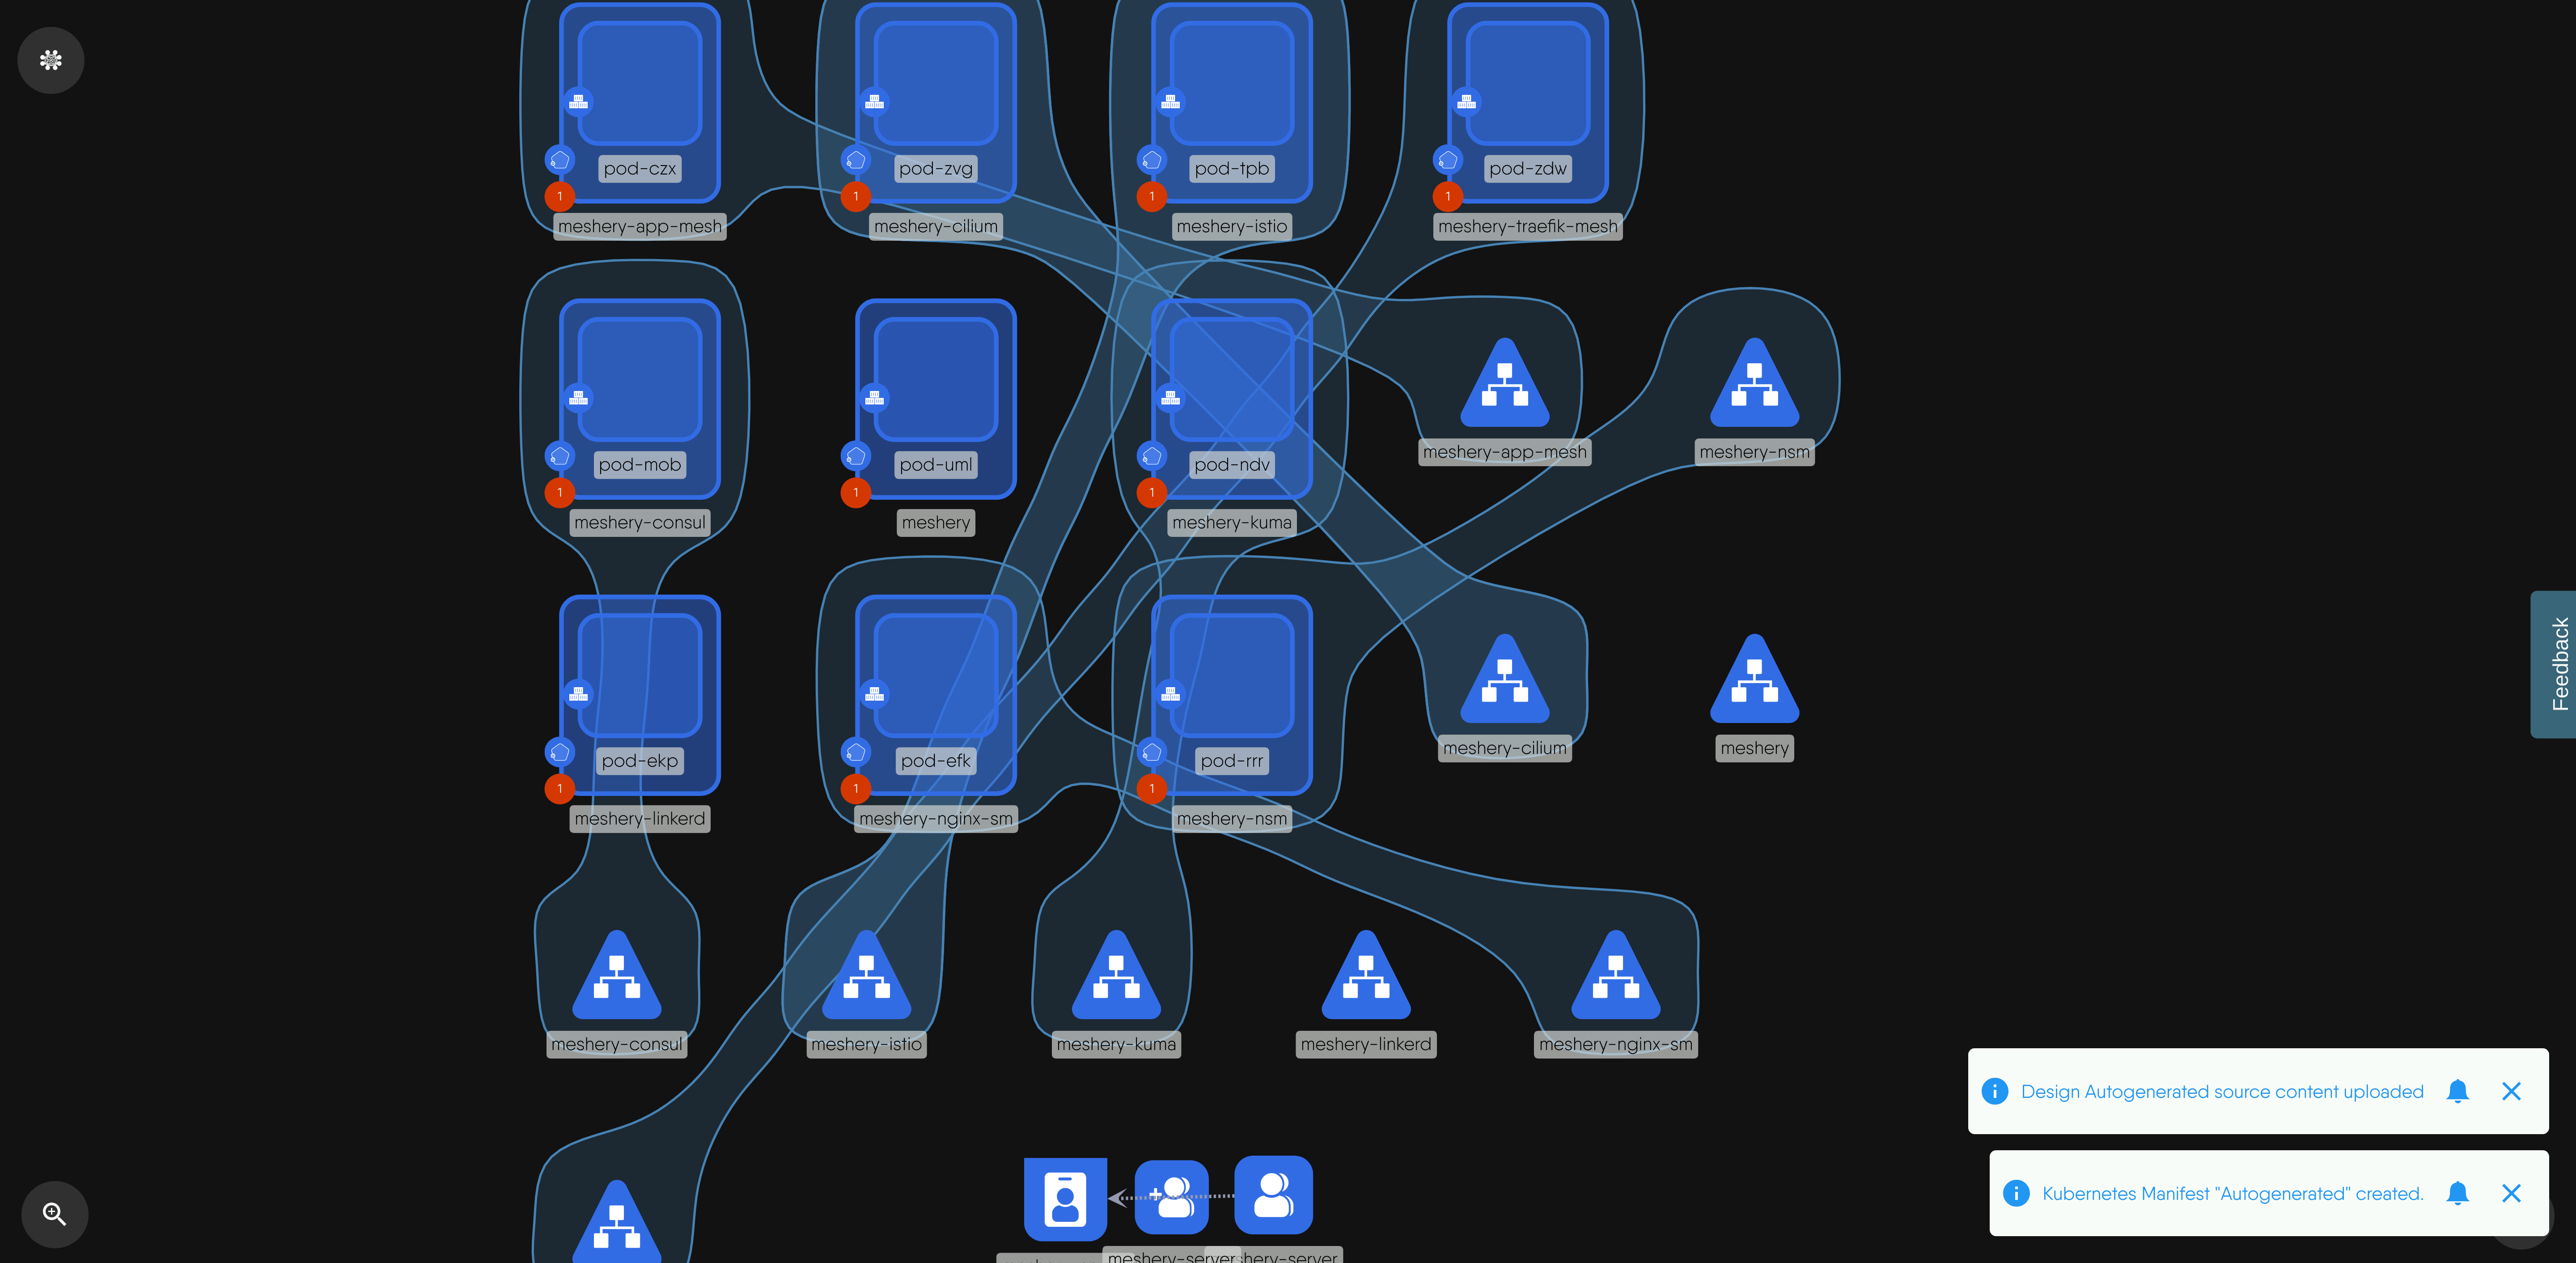 pod-czx
pod-zvg
pod-tpb
pod-zdw
1
1
1
1
meshery-app-mesh
meshery-cilium
meshery-istio
meshery-traefik-mesh
pod-mob
pod-uml
pod-ndv
meshery-app-mesh
meshery-nsm
1
1
1
meshery-consul
meshery
meshery-kuma
Feedback
pod-ekp
pod-efk
pod-rrr
meshery-cilium
meshery
1
1
1
meshery-linkerd
meshery-nginx-sm
meshery-nsm
meshery-consul
meshery-istio
meshery-kuma
meshery-linkerd
meshery-nginx-sm
Design Autogenerated source content uploaded
Kubernetes Manifest "Autogenerated" created.
meshery-server